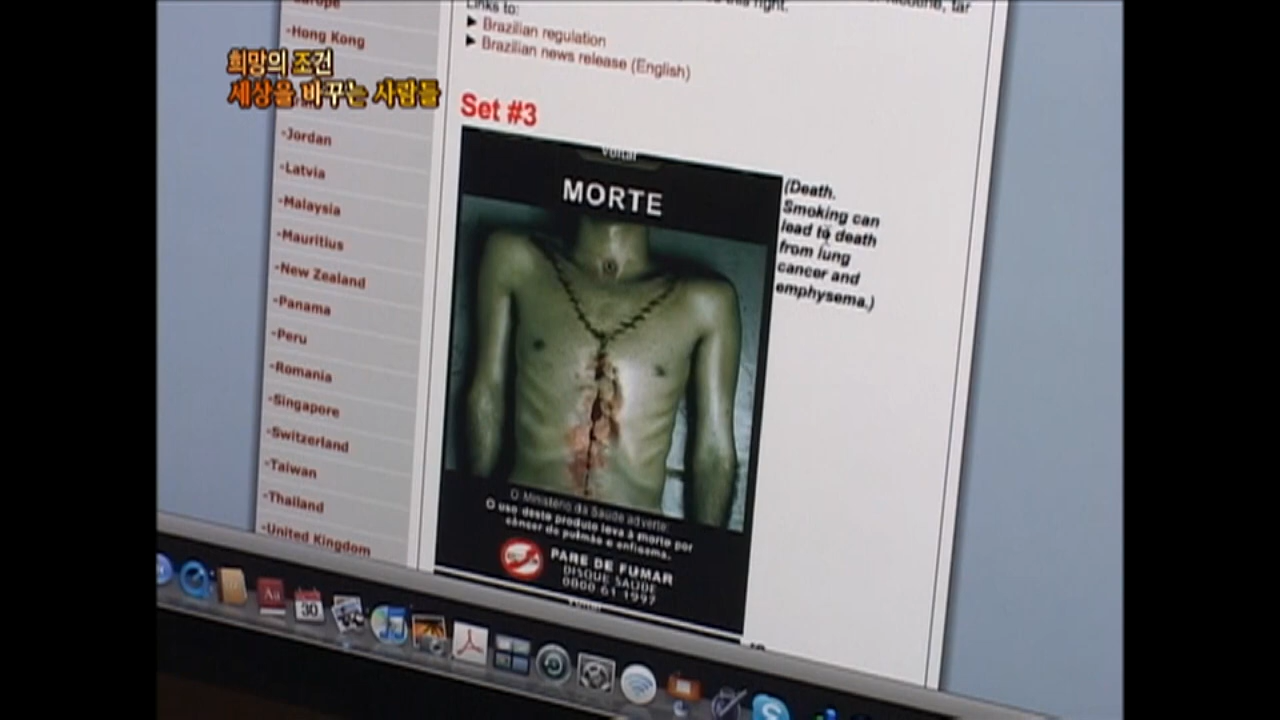 this right.
tar
Links to:
Brazilian regulation
Brazilian news release (English)
-Hong Kong
희망의 조건
세상을 바꾸는 사람들
-Jordan
-Latvia
-Malaysia
-Mauritius
-New Zealand
-Panama
-Peru
-Romania
-Singapore
-Switzerland
-Taiwan
-Thailand
-United Kingdom
Set #3
Voltar
MORTE
(Death.
Smoking can
lead to death
from lung
cancer and
emphysema.)
O Ministério da Saúde adverte:
O uso deste produto leva à morte por
câncer de pulmão e enfisema.
PARE DE FUMAR
DISQUE SAÚDE
0800 61 1997
Voltar
30